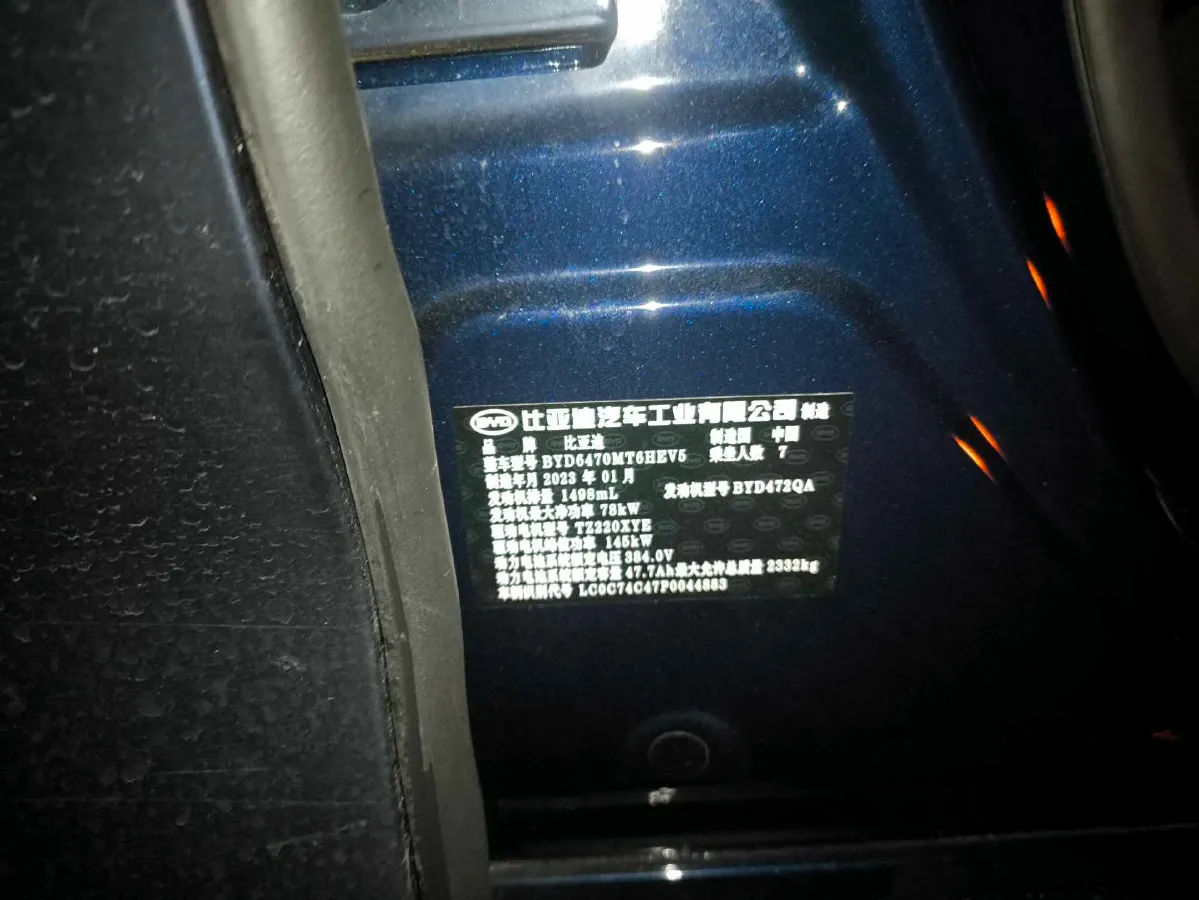 BYD 比亚迪汽车工业有限公司 制造
品 牌 比亚迪 制造国 中国
整车型号 BYD6470MT6HEV5 乘坐人数 7
制造年月 2023 年 01 月
发动机排量 1498mL 发动机型号 BYD472QA
发动机最大净功率 78kW
驱动电机型号 TZ220XYE
驱动电机峰值功率 145kW
动力电池系统额定电压 384.0V
动力电池系统额定容量 47.7Ah 最大允许总质量 2332kg
车辆识别代号 LC0C74C47P0044883